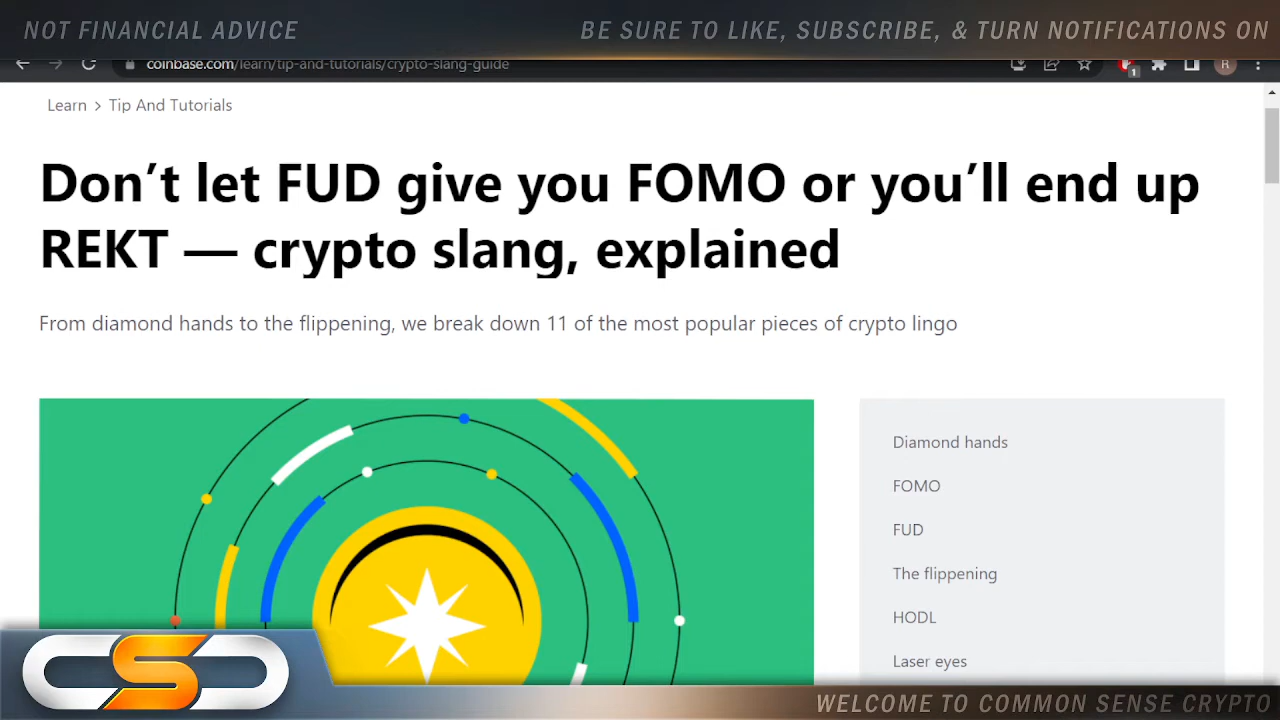 NOT FINANCIAL ADVICE
BE SURE TO LIKE, SUBSCRIBE, & TURN NOTIFICATIONS ON
coinbase.com/learn/tip-and-tutorials/crypto-slang-guide
1
R
Learn > Tip And Tutorials
Don’t let FUD give you FOMO or you’ll end up
REKT — crypto slang, explained
From diamond hands to the flippening, we break down 11 of the most popular pieces of crypto lingo
Diamond hands
FOMO
FUD
The flippening
HODL
Laser eyes
CSC
WELCOME TO COMMON SENSE CRYPTO